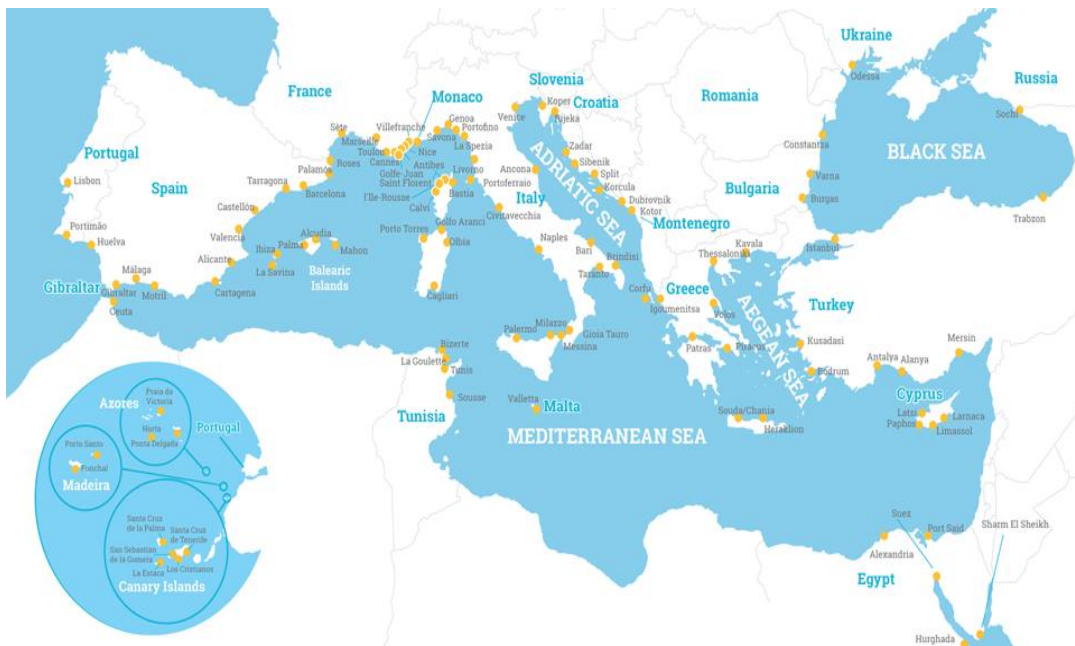 Ukraine
Odessa
Russia
Sochi
Slovenia
Koper
Croatia
Rijeka
Romania
Constantza
BLACK SEA
France
Monaco
Venice
Sète
Marseille
Villefranche
Toulon
Cannes
Golfe-Juan
Antibes
Nice
Savona
Genoa
Portofino
La Spezia
Livorno
Saint Florent
l'Ile-Rousse
Bastia
Portoferraio
Calvi
Ancona
Italy
Civitavecchia
ADRIATIC SEA
Zadar
Sibenik
Split
Korcula
Dubrovnik
Kotor
Montenegro
Bulgaria
Varna
Burgas
Trabzon
Portugal
Lisbon
Spain
Roses
Palamós
Barcelona
Tarragona
Castellón
Valencia
Portimão
Huelva
Alicante
Ibiza
Palma
Alcudia
Mahon
La Savina
Balearic
Islands
Porto Torres
Golfo Aranci
Olbia
Cagliari
Naples
Bari
Brindisi
Taranto
Corfu
Igoumenitsa
Greece
Thessaloniki
Kavala
Istanbul
Volos
AEGEAN SEA
Turkey
Gibraltar
Málaga
Gibraltar
Motril
Ceuta
Cartagena
Palermo
Milazzo
Gioia Tauro
Messina
Patras
Piraeus
Kusadasi
Bodrum
Antalya
Alanya
Mersin
Bizerte
La Goulette
Tunis
Sousse
Tunisia
Valletta
Malta
MEDITERRANEAN SEA
Souda/Chania
Heraklion
Cyprus
Latsi
Paphos
Larnaca
Limassol
Azores
Praia da
Victoria
Horta
Ponta Delgada
Portugal
Porto Santo
Funchal
Madeira
Santa Cruz
de la Palma
Santa Cruz
de Tenerife
San Sebastian
de la Gomera
La Estaca
Los Cristianos
Canary Islands
Suez
Port Said
Sharm El Sheikh
Alexandria
Egypt
Hurghada